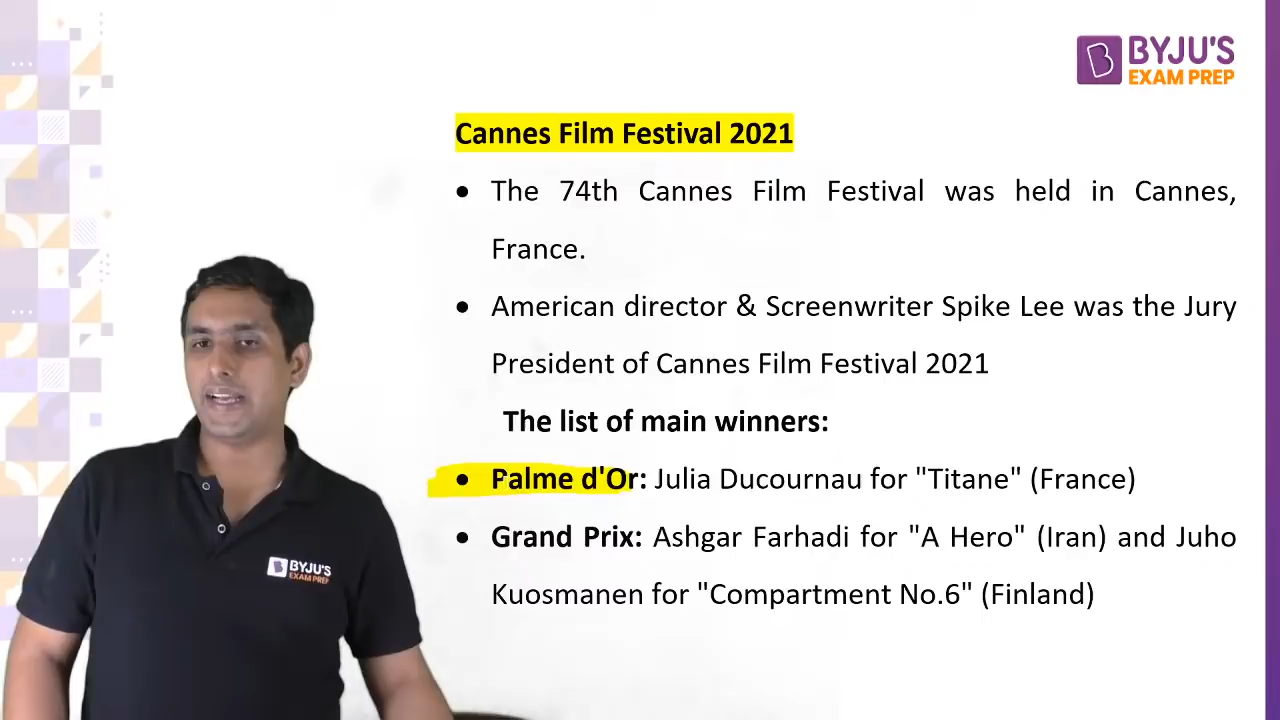 BYJU'S
EXAM PREP
Cannes Film Festival 2021
• The 74th Cannes Film Festival was held in Cannes,
France.
• American director & Screenwriter Spike Lee was the Jury
President of Cannes Film Festival 2021
The list of main winners:
• Palme d'Or: Julia Ducournau for "Titane" (France)
• Grand Prix: Ashgar Farhadi for "A Hero" (Iran) and Juho
Kuosmanen for "Compartment No.6" (Finland)
BYJU'S
EXAM PREP